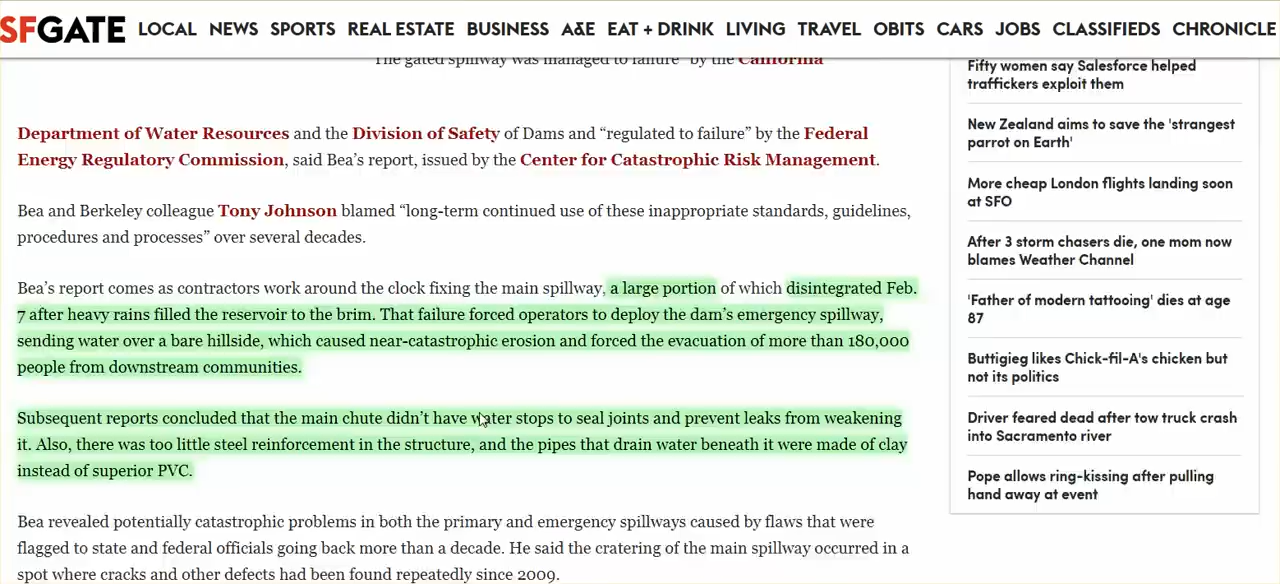 SFGATE LOCAL NEWS SPORTS REAL ESTATE BUSINESS A&E EAT + DRINK LIVING TRAVEL OBITS CARS JOBS CLASSIFIEDS CHRONICLE
The gated spillway was managed to failure" by the California
Department of Water Resources and the Division of Safety of Dams and “regulated to failure” by the Federal
Energy Regulatory Commission, said Bea’s report, issued by the Center for Catastrophic Risk Management.
Bea and Berkeley colleague Tony Johnson blamed “long-term continued use of these inappropriate standards, guidelines,
procedures and processes” over several decades.
Bea’s report comes as contractors work around the clock fixing the main spillway, a large portion of which disintegrated Feb.
7 after heavy rains filled the reservoir to the brim. That failure forced operators to deploy the dam’s emergency spillway,
sending water over a bare hillside, which caused near-catastrophic erosion and forced the evacuation of more than 180,000
people from downstream communities.
Subsequent reports concluded that the main chute didn’t have water stops to seal joints and prevent leaks from weakening
it. Also, there was too little steel reinforcement in the structure, and the pipes that drain water beneath it were made of clay
instead of superior PVC.
Bea revealed potentially catastrophic problems in both the primary and emergency spillways caused by flaws that were
flagged to state and federal officials going back more than a decade. He said the cratering of the main spillway occurred in a
spot where cracks and other defects had been found repeatedly since 2009.
Fifty women say Salesforce helped
traffickers exploit them
New Zealand aims to save the 'strangest
parrot on Earth'
More cheap London flights landing soon
at SFO
After 3 storm chasers die, one mom now
blames Weather Channel
'Father of modern tattooing' dies at age
87
Buttigieg likes Chick-fil-A's chicken but
not its politics
Driver feared dead after tow truck crash
into Sacramento river
Pope allows ring-kissing after pulling
hand away at event